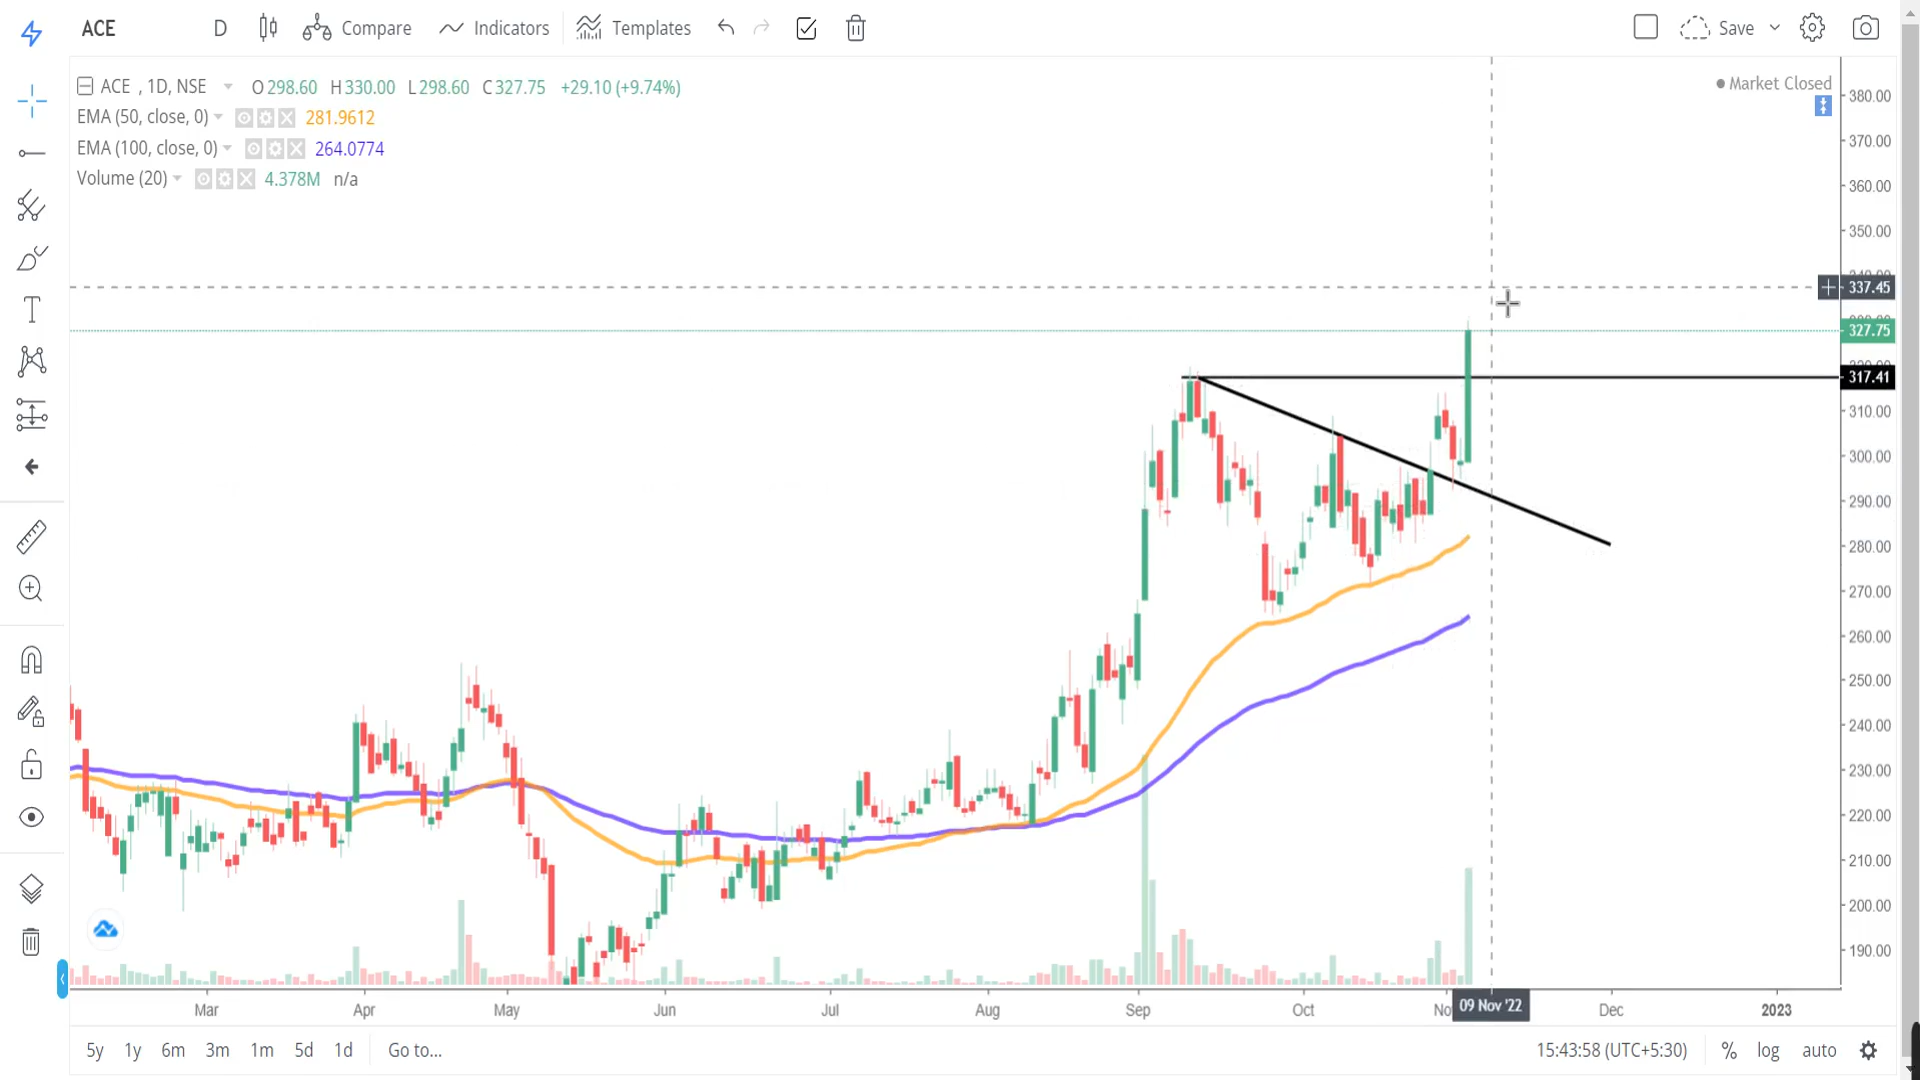 ACE D Compare Indicators Templates Save
ACE , 1D, NSE O298.60 H330.00 L298.60 C327.75 +29.10 (+9.74%)
Market Closed
EMA (50, close, 0) 281.9612
EMA (100, close, 0) 264.0774
Volume (20) 4.378M n/a
380.00
370.00
360.00
350.00
337.45
327.75
317.41
310.00
300.00
290.00
280.00
270.00
260.00
250.00
240.00
230.00
220.00
210.00
200.00
190.00
Mar Apr May Jun Jul Aug Sep Oct 09 Nov '22 Dec 2023
5y 1y 6m 3m 1m 5d 1d Go to... 15:43:58 (UTC+5:30) % log auto